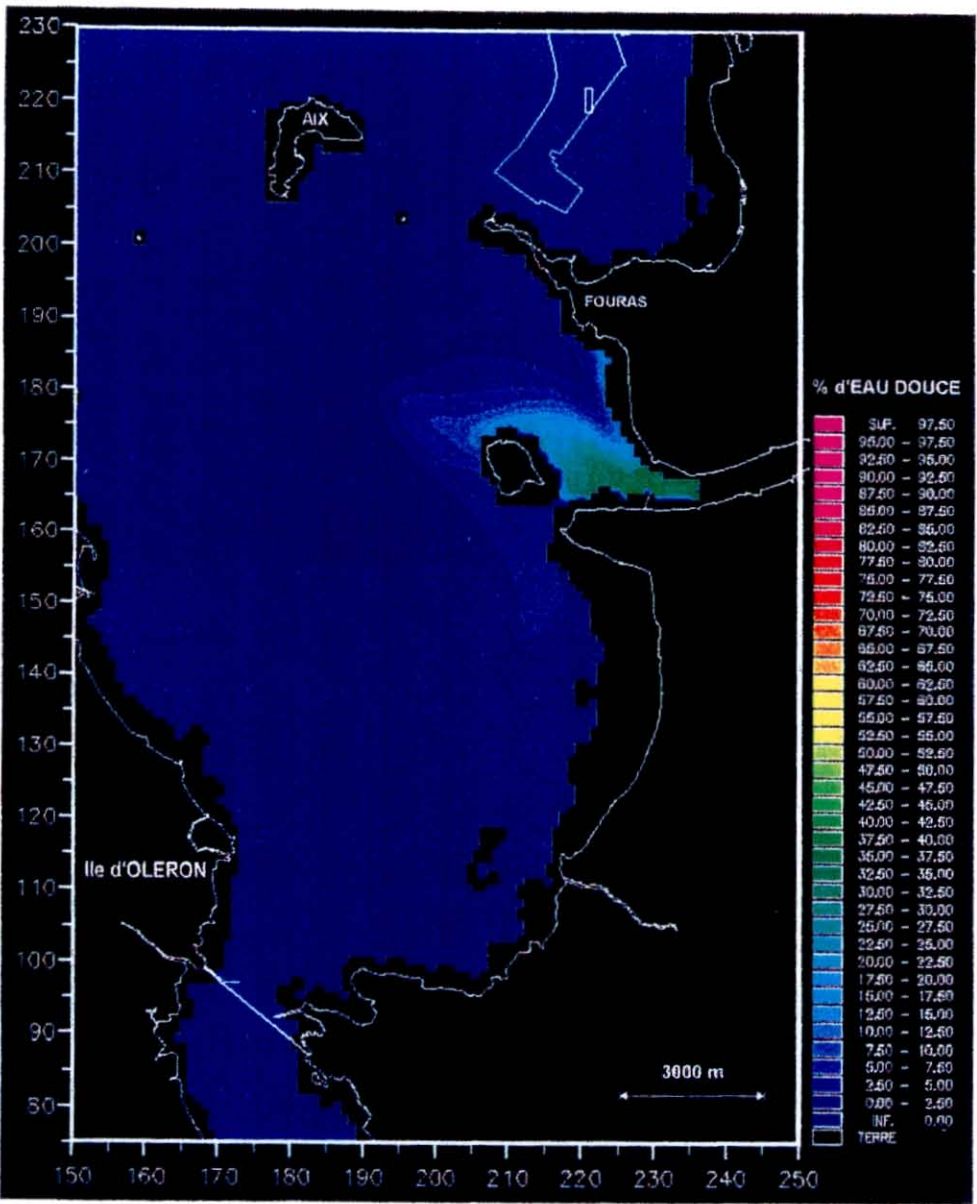 230
220
210
200
190
180
170
160
150
140
130
120
110
100
90
80
150 160 170 180 190 200 210 220 230 240 250
AIX
FOURAS
Ile d'OLERON
3000 m
% d'EAU DOUCE
SUP. 97.50
95.00 - 97.50
92.50 - 95.00
90.00 - 92.50
87.50 - 90.00
85.00 - 87.50
82.50 - 85.00
80.00 - 82.50
77.50 - 80.00
75.00 - 77.50
72.50 - 75.00
70.00 - 72.50
67.50 - 70.00
65.00 - 67.50
62.50 - 65.00
60.00 - 62.50
57.50 - 60.00
55.00 - 57.50
52.50 - 55.00
50.00 - 52.50
47.50 - 50.00
45.00 - 47.50
42.50 - 45.00
40.00 - 42.50
37.50 - 40.00
35.00 - 37.50
32.50 - 35.00
30.00 - 32.50
27.50 - 30.00
25.00 - 27.50
22.50 - 25.00
20.00 - 22.50
17.50 - 20.00
15.00 - 17.50
12.50 - 15.00
10.00 - 12.50
7.50 - 10.00
5.00 - 7.50
2.50 - 5.00
0.00 - 2.50
INF. 0.00
TERRE